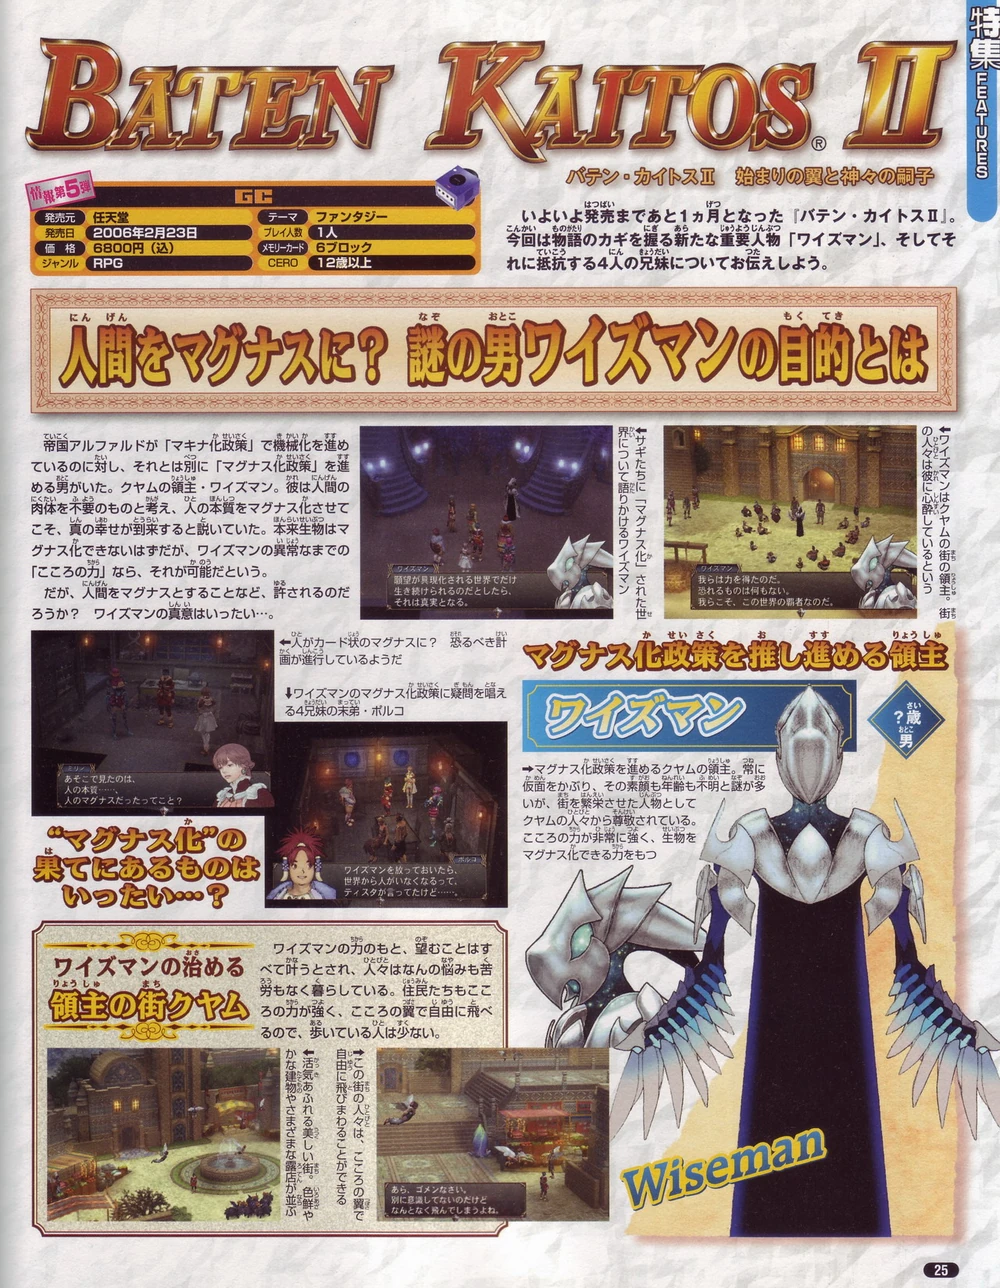 特集 FEATURES
BATEN KAITOS® II
バテン・カイトスⅡ　始まりの翼と神々の嗣子
情報第5弾
GC
発売元 任天堂
発売日 2006年2月23日
価格 6800円（込）
ジャンル RPG
テーマ ファンタジー
プレイ人数 1人
メモリーカード 6ブロック
CERO 12歳以上
いよいよ発売まであと1ヵ月となった『バテン・カイトスⅡ』。
今回は物語のカギを握る新たな重要人物「ワイズマン」、そしてそ
れに抵抗する4人の兄妹についてお伝えしよう。
人間をマグナスに？ 謎の男ワイズマンの目的とは
帝国アルファルドが「マキナ化政策」で機械化を進め
ているのに対し、それとは別に「マグナス化政策」を進
める男がいた。クヤムの領主・ワイズマン。彼は人間の
肉体を不要のものと考え、人の本質をマグナス化させて
こそ、真の幸せが到来すると説いていた。本来生物はマ
グナス化できないはずだが、ワイズマンの異常なまでの
「こころの力」なら、それが可能だという。
だが、人間をマグナスとすることなど、許されるのだ
ろうか？　ワイズマンの真意はいったい…。
ワイズマン
願望が具現化される世界でだけ
生き続けられるのだとしたら、
それは真実となる。
←サギたちに「マグナス化」された世
界について語りかけるワイズマン
ワイズマン
我らは力を得たのだ。
恐れるものは何もない。
我らこそ、この世界の覇者なのだ。
←ワイズマンはクヤムの街の領主。街
の人々は彼に心酔しているという
ミリィ
あそこで見たのは、
人の本質……、
人のマグナスだったってこと？
←人がカード状のマグナスに？　恐るべき計
画が進行しているようだ
↓ワイズマンのマグナス化政策に疑問を唱え
る4兄妹の末弟・ボルコ
ボルコ
ワイズマンを放っておいたら、
世界から人がいなくなるって、
ティスタが言ってたけど……。
“マグナス化”の
果てにあるものは
いったい…？
マグナス化政策を推し進める領主
ワイズマン
？歳
男
→マグナス化政策を進めるクヤムの領主。常に
仮面をかぶり、その素顔も年齢も不明と謎が多
いが、街を繁栄させた人物として
クヤムの人々から尊敬されている。
こころの力が非常に強く、生物を
マグナス化できる力をもつ
Wiseman
ワイズマンの治める
領主の街クヤム
ワイズマンの力のもと、望むことはす
べて叶うとされ、人々はなんの悩みも苦
労もなく暮らしている。住民たちもここ
ろの力が強く、こころの翼で自由に飛べ
るので、歩いている人は少ない。
←活気あふれる美しい街。色鮮や
かな建物やさまざまな露店が並ぶ
→この街の人々は、こころの翼で
自由に飛びまわることができる
あら、ゴメンなさい。
別に意識してないのだけど
なんとなく飛んでしまうよね。
25